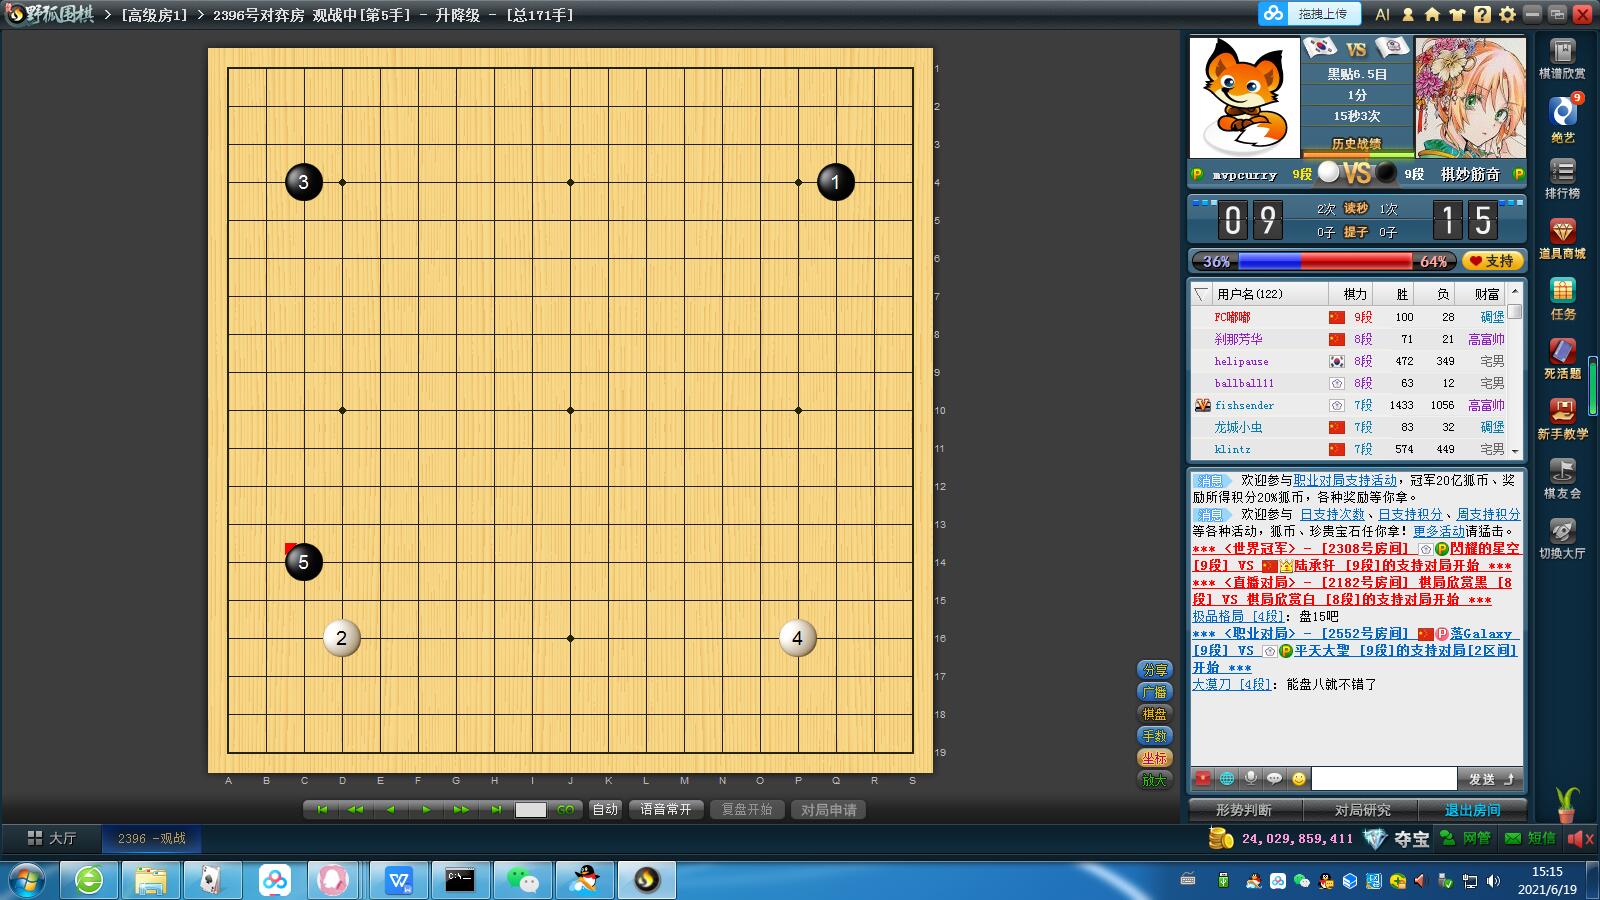 野狐围棋 > [高级房1] > 2396号对弈房 观战中[第5手] - 升降级 - [总171手]
拖拽上传
AI
1
2
3
4
5
6
7
8
9
10
11
12
13
14
15
16
17
18
19
3
1
5
2
4
A B C D E F G H I J K L M N O P Q R S
分享
广播
棋盘
手数
坐标
放大
GO
自动
语音常开
复盘开始
对局申请
VS
黑贴6.5目
1分
15秒3次
历史战绩
P mvpcurry 9段 VS 9段 棋妙筋奇 P
09 2次 读秒 1次 15
0子 提子 0子
36% 64% 支持
用户名(122) 棋力 胜 负 财富
FC嘟嘟 9段 100 28 碉堡
刹那芳华 8段 71 21 高富帅
helipause 8段 472 349 宅男
ballball11 8段 63 12 宅男
fishsender 7段 1433 1056 高富帅
龙城小虫 7段 83 32 碉堡
klintz 7段 574 449 宅男
消息 欢迎参与职业对局支持活动，冠军20亿狐币、奖
励所得积分20%狐币，各种奖励等你拿。
消息 欢迎参与 日支持次数、日支持积分、周支持积分
等各种活动，狐币、珍贵宝石任你拿！更多活动请猛击。
*** <世界冠军> - [2308号房间] P閃耀的星空
[9段] VS 陆承轩 [9段]的支持对局开始 ***
*** <直播对局> - [2182号房间] 棋局欣赏黑 [8
段] VS 棋局欣赏白 [8段]的支持对局开始 ***
极品格局 [4段]：盘15吧
*** <职业对局> - [2552号房间] P落Galaxy
[9段] VS P平天大聖 [9段]的支持对局[2区间]
开始 ***
大漠刀 [4段]：能盘八就不错了
发送
形势判断
对局研究
退出房间
棋谱欣赏
9
绝艺
排行榜
道具商城
任务
死活题
新手教学
棋友会
切换大厅
大厅
2396 -观战
24,029,859,411
夺宝
网管
短信
15:15
2021/6/19